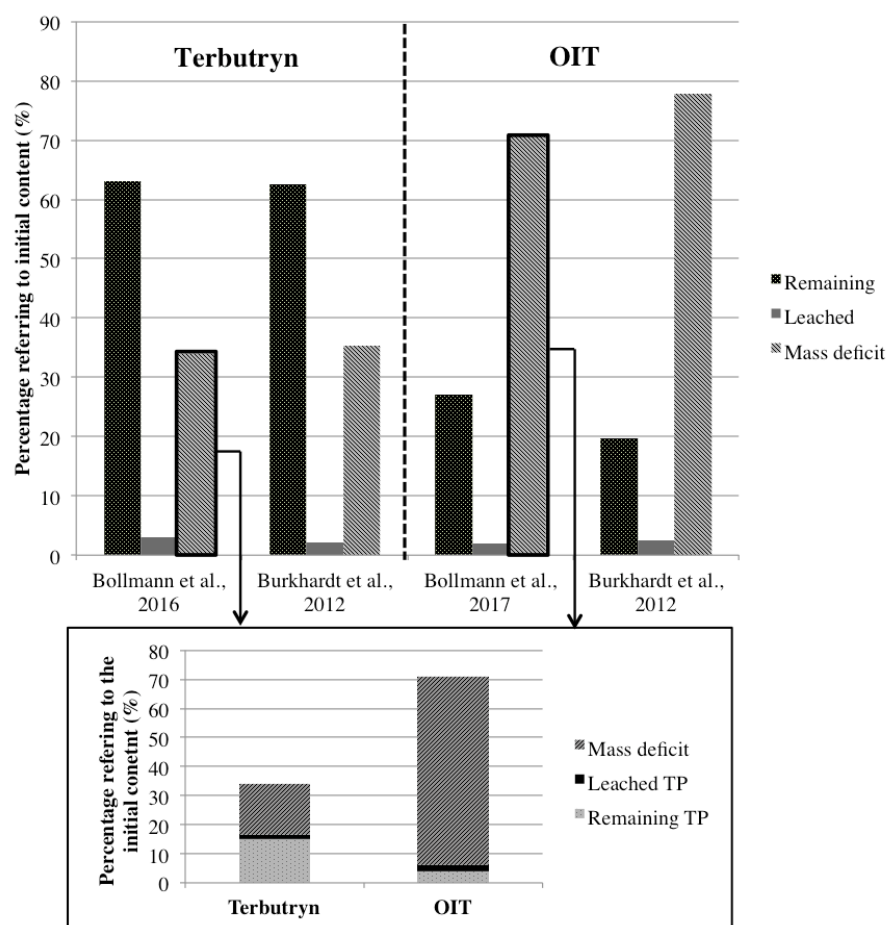 90
80
70
60
50
40
30
20
10
0
Percentage referring to initial content (%)
Terbutryn
OIT
Remaining
Leached
Mass deficit
Bollmann et al.,
2016
Burkhardt et al.,
2012
Bollmann et al.,
2017
Burkhardt et al.,
2012
80
70
60
50
40
30
20
10
0
Percentage refering to the
initial conetnt (%)
Mass deficit
Leached TP
Remaining TP
Terbutryn
OIT